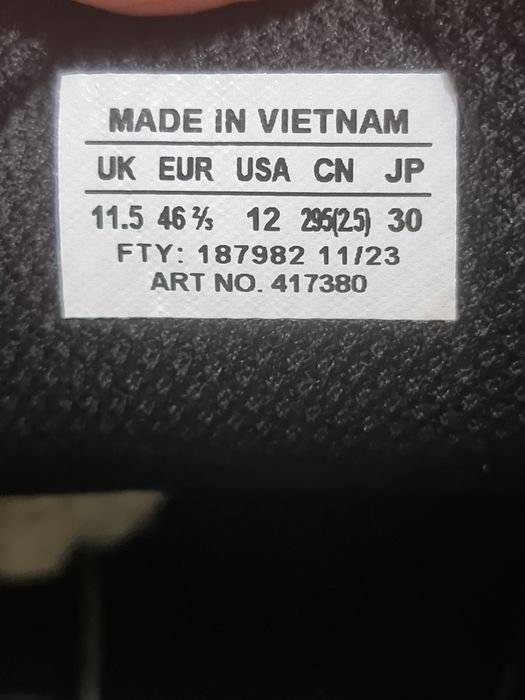 MADE IN VIETNAM
UK EUR USA CN JP
11.5 46 ⅔ 12 295(2.5) 30
FTY: 187982 11/23
ART NO. 417380